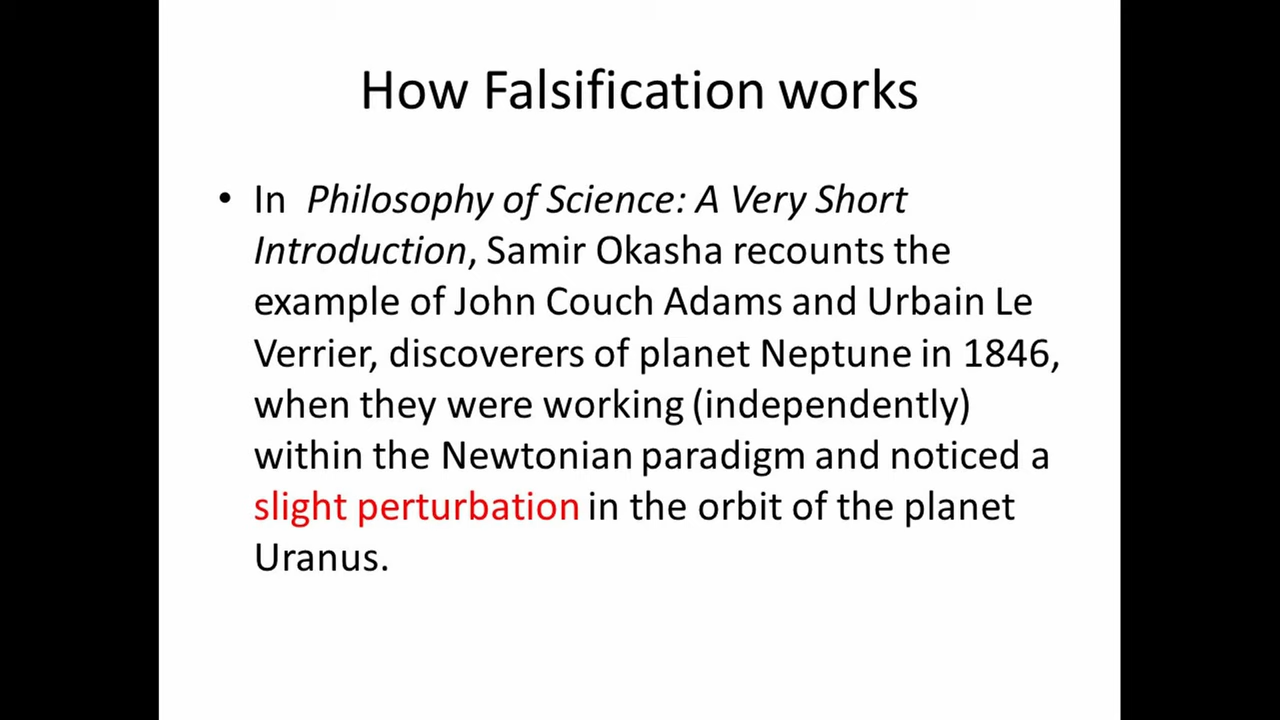 How Falsification works
• In Philosophy of Science: A Very Short
Introduction, Samir Okasha recounts the
example of John Couch Adams and Urbain Le
Verrier, discoverers of planet Neptune in 1846,
when they were working (independently)
within the Newtonian paradigm and noticed a
slight perturbation in the orbit of the planet
Uranus.